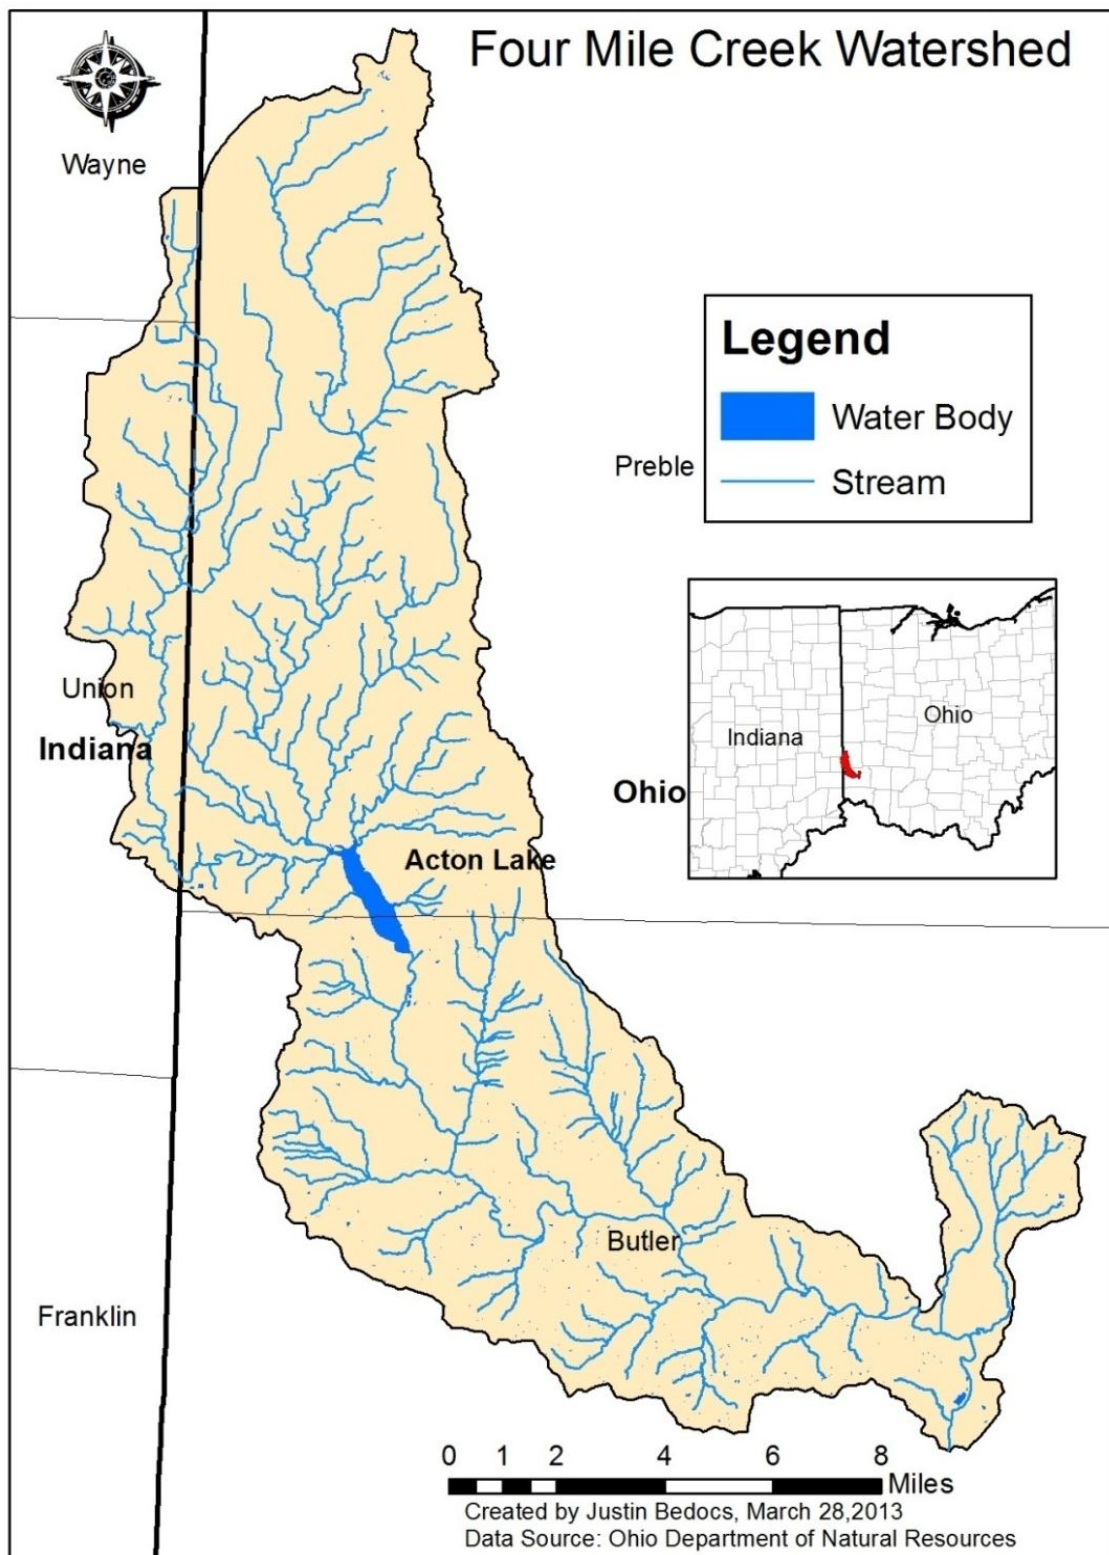 Four Mile Creek Watershed
Wayne
Legend
Water Body
Preble
Stream
Union
Indiana
Indiana
Ohio
Ohio
Acton Lake
Butler
Franklin
0 1 2 4 6 8
Miles
Created by Justin Bedocs, March 28,2013
Data Source: Ohio Department of Natural Resources